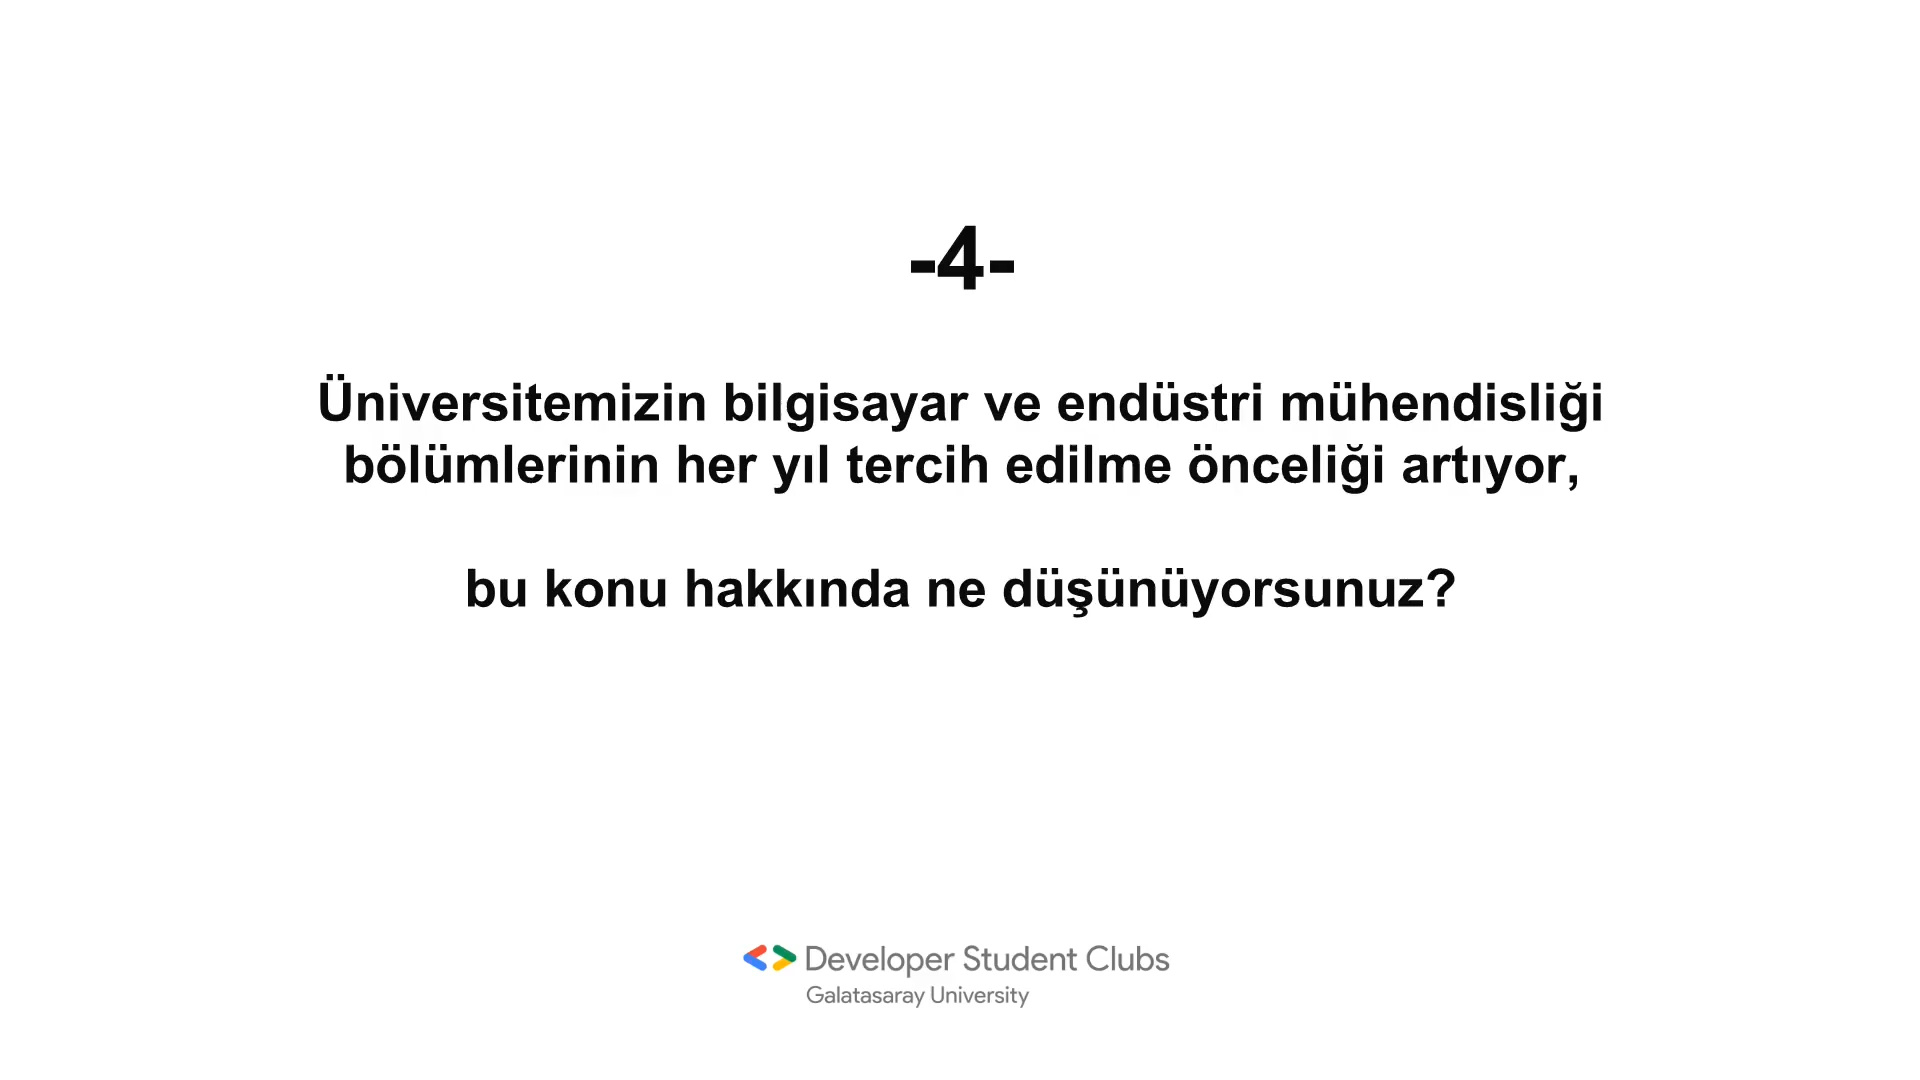 -4-
Üniversitemizin bilgisayar ve endüstri mühendisliği
bölümlerinin her yıl tercih edilme önceliği artıyor,
bu konu hakkında ne düşünüyorsunuz?
Developer Student Clubs
Galatasaray University